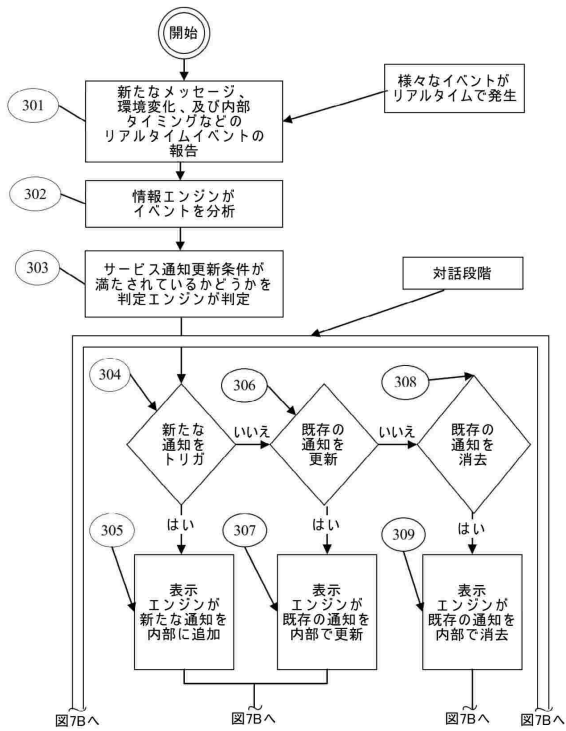 開始
301
新たなメッセージ、
環境変化、及び内部
タイミングなどの
リアルタイムイベントの
報告
様々なイベントが
リアルタイムで発生
302
情報エンジンが
イベントを分析
303
サービス通知更新条件が
満たされているかどうかを
判定エンジンが判定
対話段階
304
306
308
新たな
通知を
トリガ
いいえ
既存の
通知を
更新
いいえ
既存の
通知を
消去
はい
はい
はい
305
307
309
表示
エンジンが
新たな通知を
内部に追加
表示
エンジンが
既存の通知を
内部で更新
表示
エンジンが
既存の通知を
内部で消去
図7Bへ
図7Bへ
図7Bへ
図7Bへ